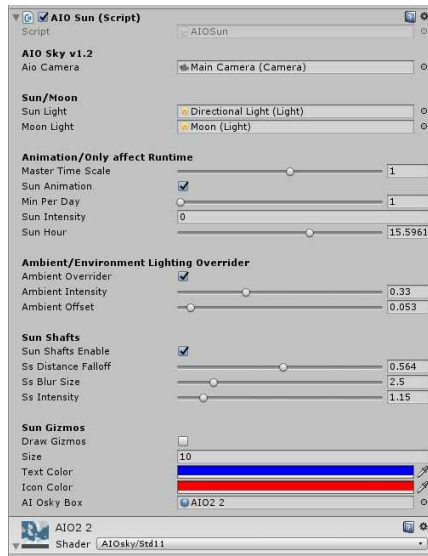 AIO Sun (Script)
Script AIOSun
AIO Sky v1.2
Aio Camera Main Camera (Camera)
Sun/Moon
Sun Light Directional Light (Light)
Moon Light Moon (Light)
Animation/Only affect Runtime
Master Time Scale 1
Sun Animation
Min Per Day 1
Sun Intensity 0
Sun Hour 15.5961
Ambient/Environment Lighting Overrider
Ambient Overrider
Ambient Intensity 0.33
Ambient Offset 0.053
Sun Shafts
Sun Shafts Enable
Ss Distance Falloff 0.564
Ss Blur Size 2.5
Ss Intensity 1.15
Sun Gizmos
Draw Gizmos
Size 10
Text Color
Icon Color
AI Osky Box AIO2 2
AIO2 2
Shader AIOsky/Std11